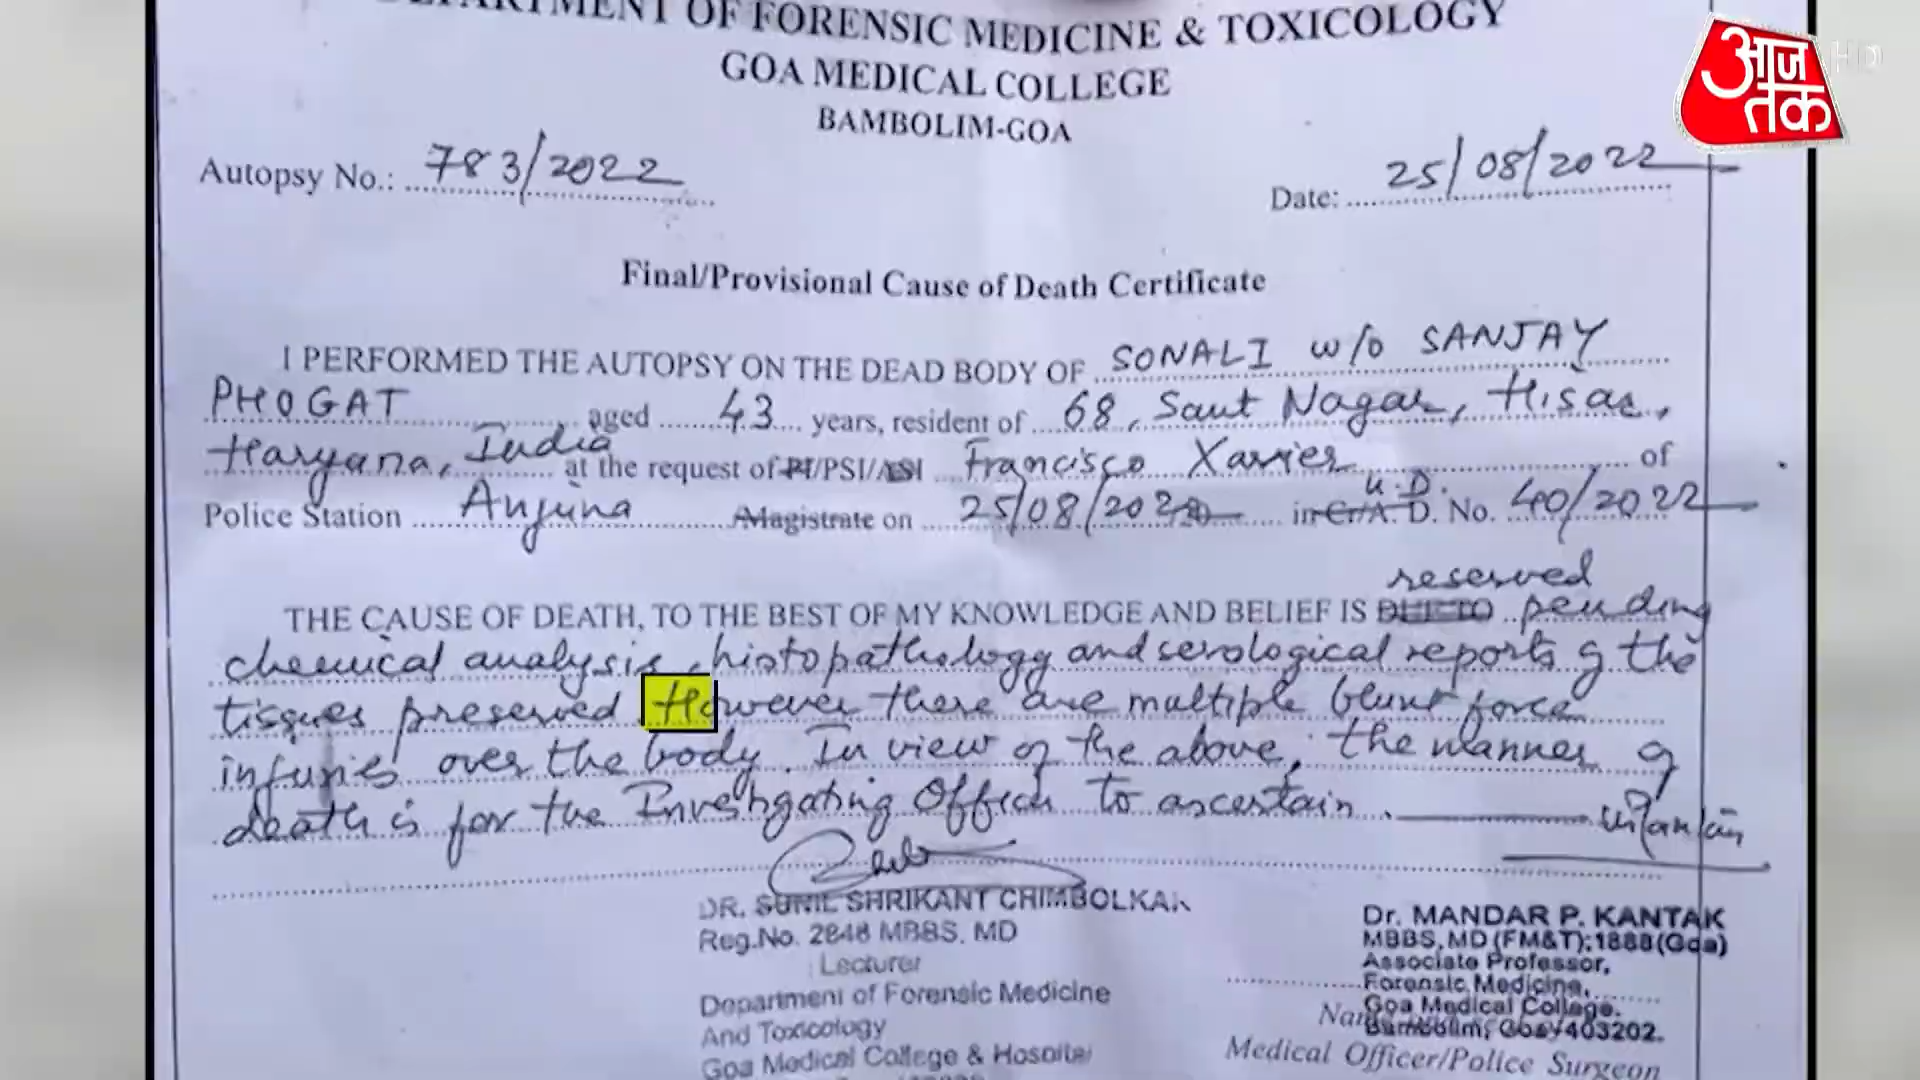 DEPARTMENT OF FORENSIC MEDICINE & TOXICOLOGY
GOA MEDICAL COLLEGE
BAMBOLIM-GOA
आज तक HD
Autopsy No.: 783/2022
Date: 25/08/2022
Final/Provisional Cause of Death Certificate
I PERFORMED THE AUTOPSY ON THE DEAD BODY OF SONALI w/o SANJAY
PHOGAT aged 43 years, resident of 68, Sant Nagar, Hisar,
Haryana, India at the request of PI/PSI/ASI Francisco Xavier of
Police Station Anjuna Magistrate on 25/08/2022 in Cr/A. D. U.D. No. 40/2022
reserved
THE CAUSE OF DEATH, TO THE BEST OF MY KNOWLEDGE AND BELIEF IS DUE TO pending
chemical analysis, histopathology and serological reports of the
tissues preserved. However there are multiple blunt force
injuries over the body. In view of the above, the manner of
death is for the Investigating Officer to ascertain.
DR. SUNIL SHRIKANT CHIMBOLKAR
Reg.No. 2848 MBBS, MD
Lecturer
Department of Forensic Medicine
And Toxicology
Goa Medical College & Hospital
Dr. MANDAR P. KANTAK
MBBS, MD (FM&T);1888(Goa)
Associate Professor,
Forensic Medicine,
Goa Medical College.
Bambolim, Goa 403202.
Medical Officer/Police Surgeon